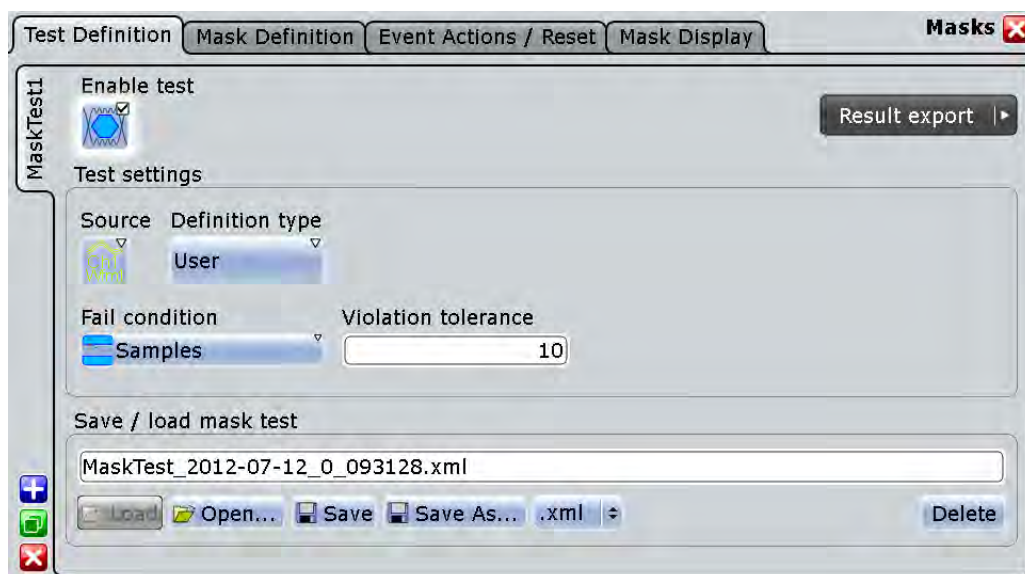 Test Definition Mask Definition Event Actions / Reset Mask Display Masks
MaskTest1
Enable test
Result export
Test settings
Source Definition type
User
Fail condition Violation tolerance
Samples 10
Save / load mask test
MaskTest_2012-07-12_0_093128.xml
Load Open... Save Save As... .xml Delete